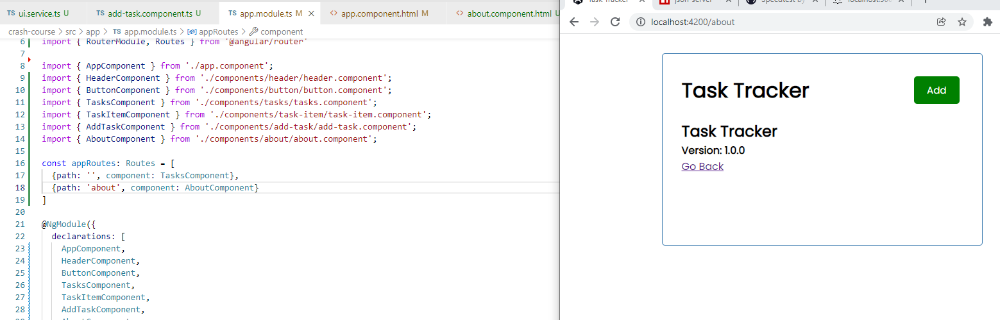 TS ui.service.ts U TS add-task.component.ts U TS app.module.ts M <> app.component.html M <> about.component.html U
crash-course > src > app > TS app.module.ts > appRoutes > component
6 import { RouterModule, Routes } from '@angular/router'
7
8 import { AppComponent } from './app.component';
9 import { HeaderComponent } from './components/header/header.component';
10 import { ButtonComponent } from './components/button/button.component';
11 import { TasksComponent } from './components/tasks/tasks.component';
12 import { TaskItemComponent } from './components/task-item/task-item.component';
13 import { AddTaskComponent } from './components/add-task/add-task.component';
14 import { AboutComponent } from './components/about/about.component';
15
16 const appRoutes: Routes = [
17 {path: '', component: TasksComponent},
18 {path: 'about', component: AboutComponent}
19 ]
20
21 @NgModule({
22 declarations: [
23 AppComponent,
24 HeaderComponent,
25 ButtonComponent,
26 TasksComponent,
27 TaskItemComponent,
28 AddTaskComponent,
localhost:4200/about
Task Tracker
Add
Task Tracker
Version: 1.0.0
Go Back